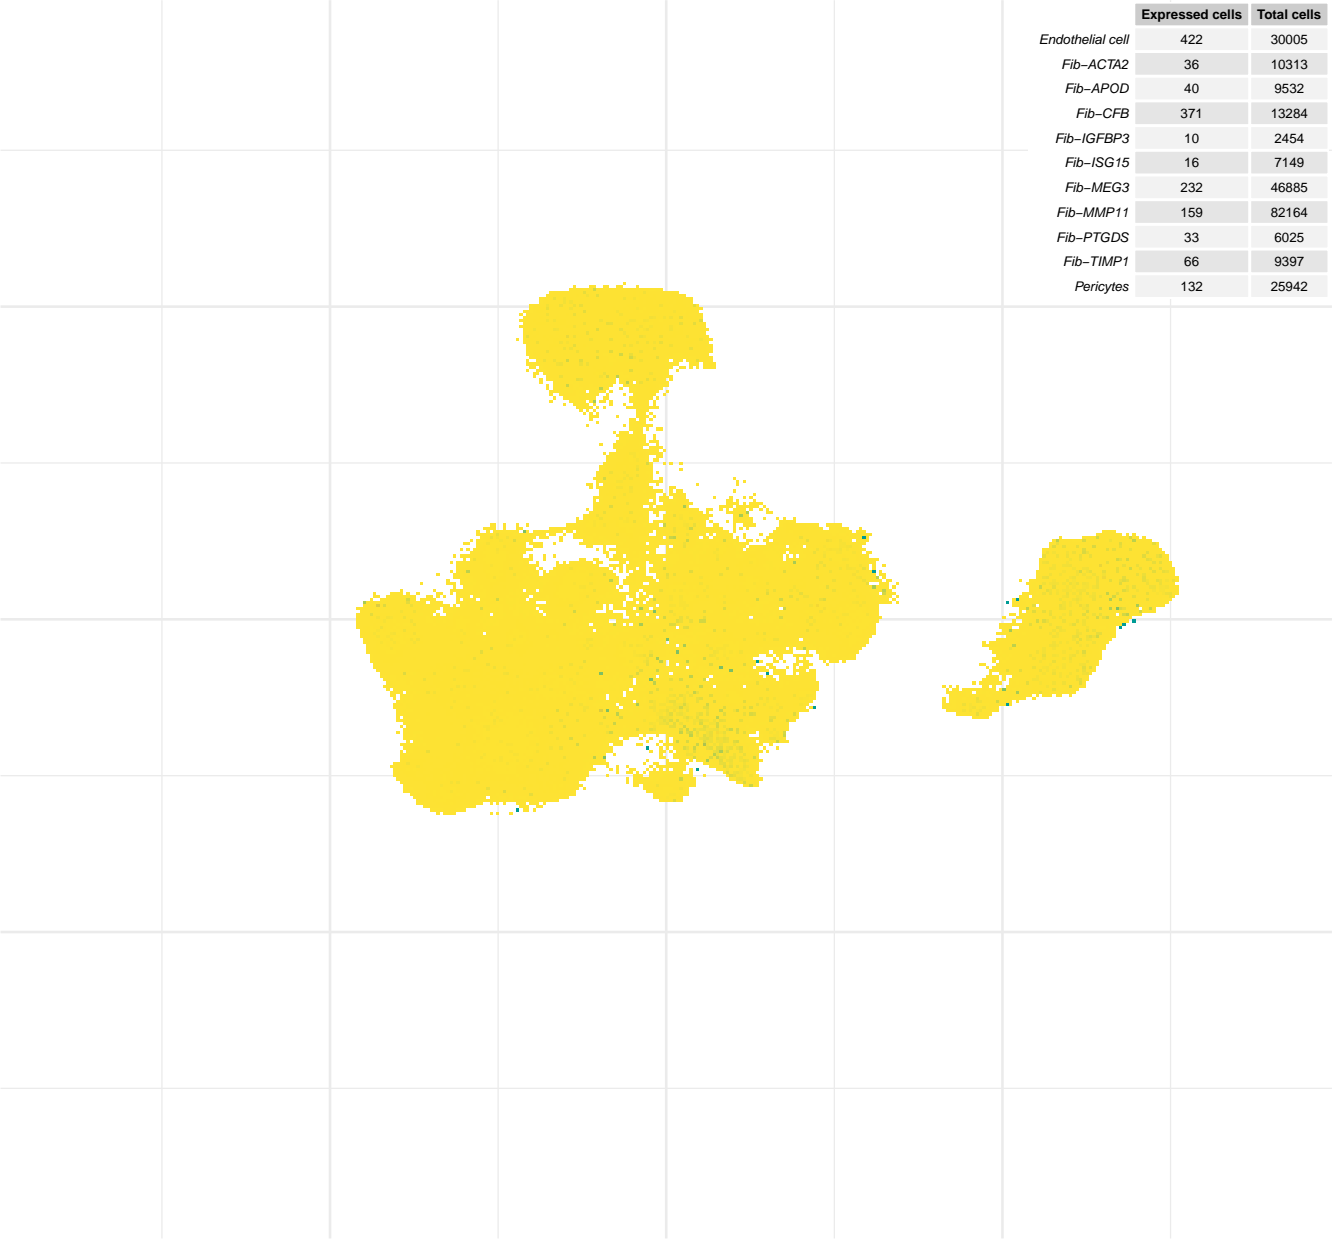 Expressed cells Total cells
Endothelial cell 422 30005
Fib−ACTA2 36 10313
Fib−APOD 40 9532
Fib−CFB 371 13284
Fib−IGFBP3 10 2454
Fib−ISG15 16 7149
Fib−MEG3 232 46885
Fib−MMP11 159 82164
Fib−PTGDS 33 6025
Fib−TIMP1 66 9397
Pericytes 132 25942